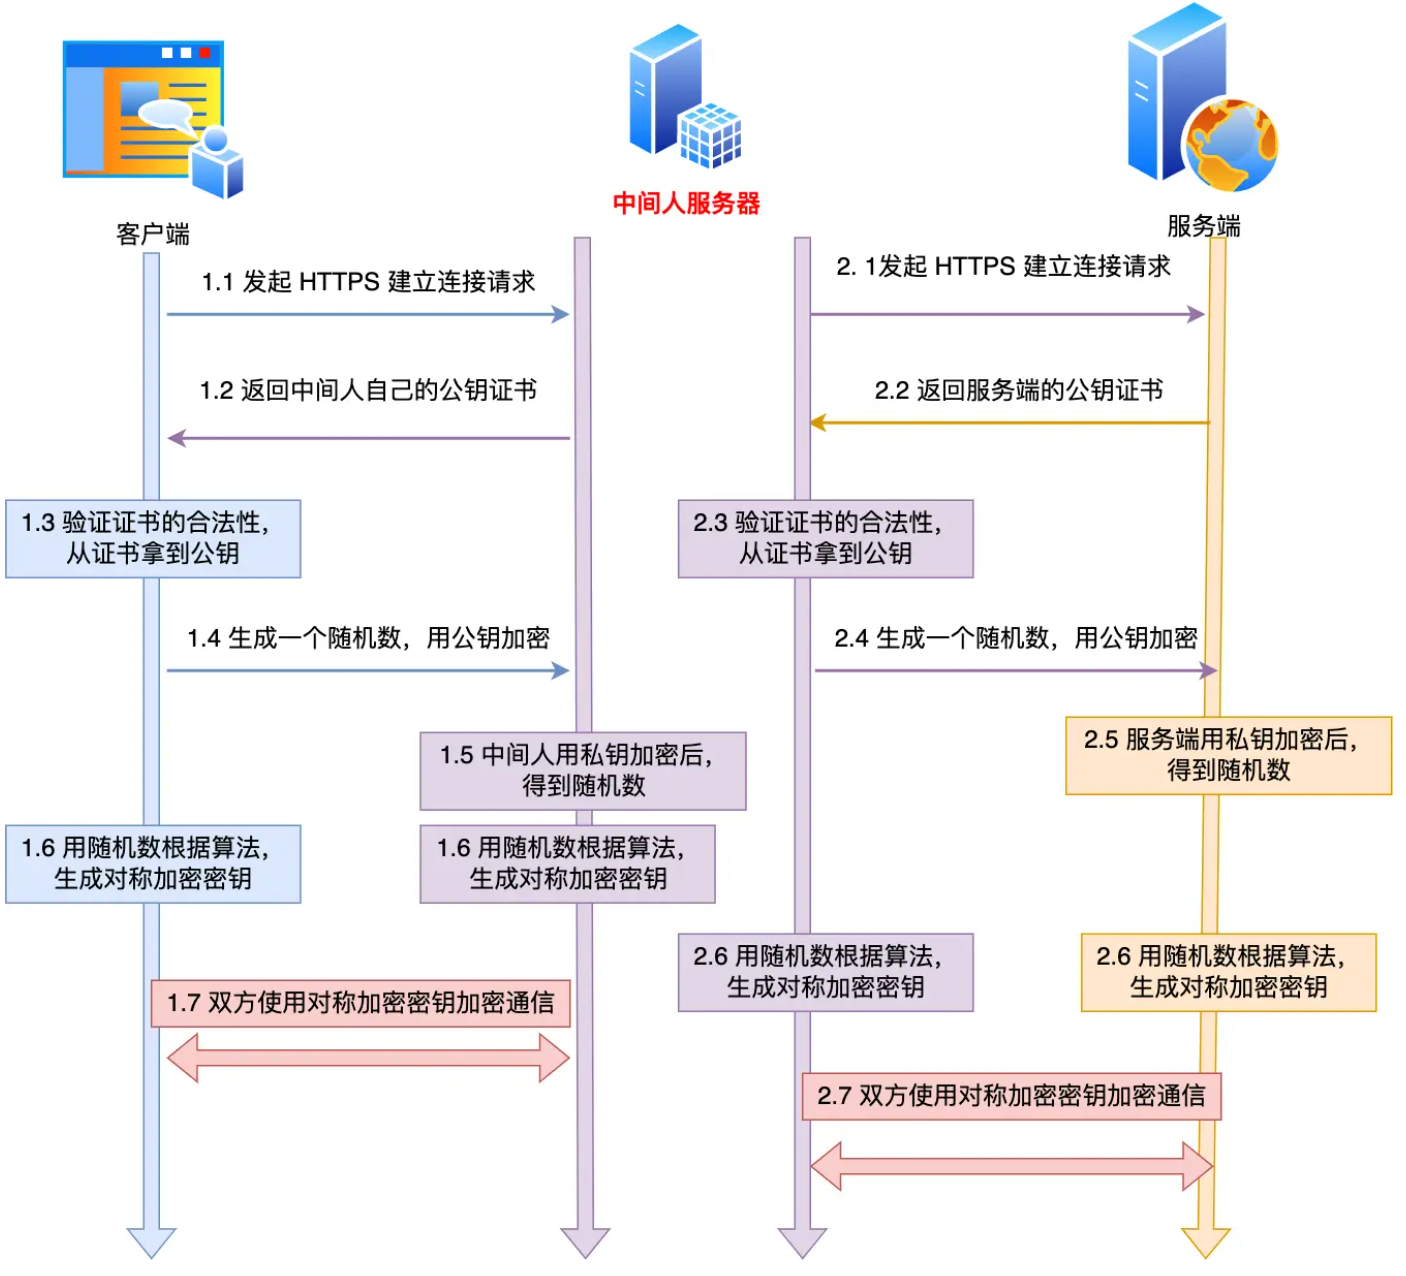 中间人服务器
客户端
服务端
1.1 发起 HTTPS 建立连接请求
2. 1发起 HTTPS 建立连接请求
1.2 返回中间人自己的公钥证书
2.2 返回服务端的公钥证书
1.3 验证证书的合法性，
从证书拿到公钥
2.3 验证证书的合法性，
从证书拿到公钥
1.4 生成一个随机数，用公钥加密
2.4 生成一个随机数，用公钥加密
1.5 中间人用私钥加密后，
得到随机数
2.5 服务端用私钥加密后，
得到随机数
1.6 用随机数根据算法，
生成对称加密密钥
1.6 用随机数根据算法，
生成对称加密密钥
2.6 用随机数根据算法，
生成对称加密密钥
2.6 用随机数根据算法，
生成对称加密密钥
1.7 双方使用对称加密密钥加密通信
2.7 双方使用对称加密密钥加密通信